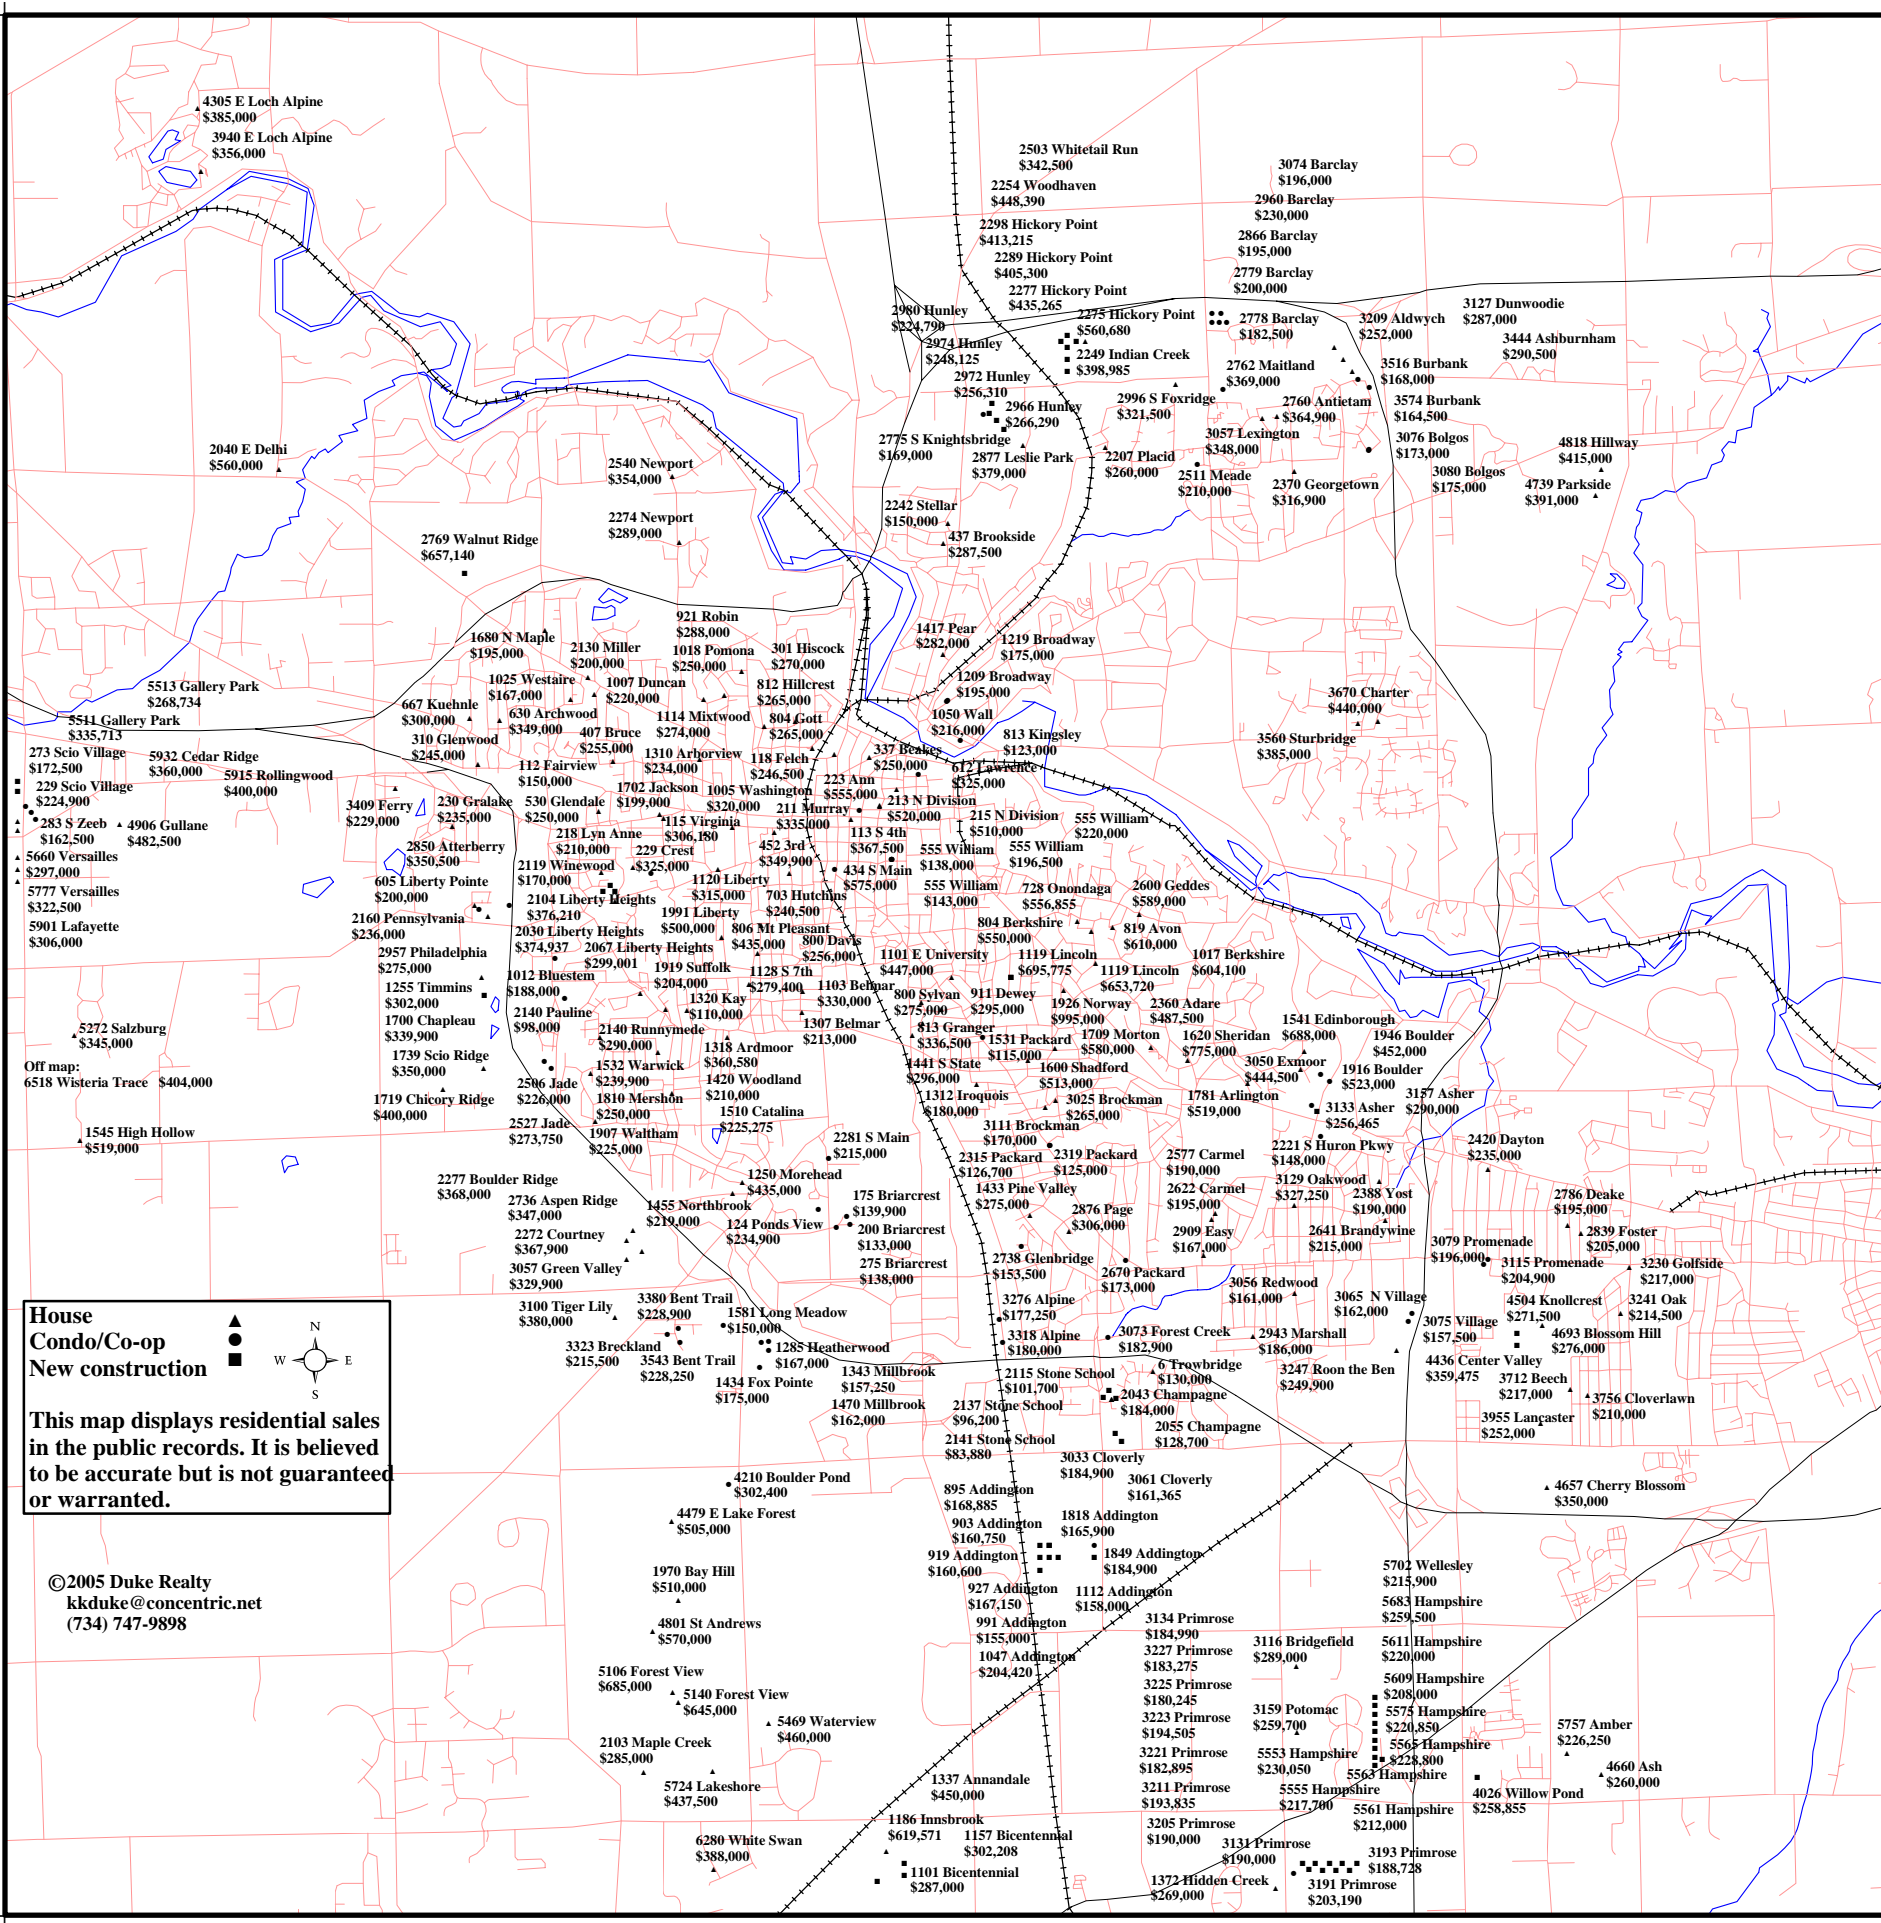 4305 E Loch Alpine
$385,000
3940 E Loch Alpine
$356,000
2503 Whitetail Run
$342,500
2254 Woodhaven
$448,390
2298 Hickory Point
$413,215
2289 Hickory Point
$405,300
2277 Hickory Point
$435,265
2275 Hickory Point
$560,680
2249 Indian Creek
$398,985
3074 Barclay
$196,000
2960 Barclay
$230,000
2866 Barclay
$195,000
2779 Barclay
$200,000
2778 Barclay
$182,500
3209 Aldwych
$252,000
3127 Dunwoodie
$287,000
3444 Ashburnham
$290,500
2980 Hunley
$224,790
2974 Hunley
$248,125
2972 Hunley
$256,310
2966 Hunley
$266,290
2762 Maitland
$369,000
3516 Burbank
$168,000
2996 S Foxridge
$321,500
2760 Antietam
$364,900
3574 Burbank
$164,500
2775 S Knightsbridge
$169,000
2877 Leslie Park
$379,000
2207 Placid
$260,000
3057 Lexington
$348,000
2511 Meade
$210,000
3076 Bolgos
$173,000
3080 Bolgos
$175,000
2370 Georgetown
$316,900
4818 Hillway
$415,000
4739 Parkside
$391,000
2040 E Delhi
$560,000
2540 Newport
$354,000
2274 Newport
$289,000
2769 Walnut Ridge
$657,140
2242 Stellar
$150,000
437 Brookside
$287,500
921 Robin
$288,000
1680 N Maple
$195,000
2130 Miller
$200,000
1018 Pomona
$250,000
301 Hiscock
$270,000
1417 Pear
$282,000
1219 Broadway
$175,000
1209 Broadway
$195,000
1050 Wall
$216,000
813 Kingsley
$123,000
612 Lawrence
$325,000
3670 Charter
$440,000
3560 Sturbridge
$385,000
5513 Gallery Park
$268,734
5511 Gallery Park
$335,713
273 Scio Village
$172,500
229 Scio Village
$224,900
283 S Zeeb
$162,500
5932 Cedar Ridge
$360,000
5915 Rollingwood
$400,000
4906 Gullane
$482,500
5660 Versailles
$297,000
5777 Versailles
$322,500
5901 Lafayette
$306,000
1025 Westaire
$167,000
1007 Duncan
$220,000
812 Hillcrest
$265,000
667 Kuehnle
$300,000
630 Archwood
$349,000
1114 Mixtwood
$274,000
804 Gott
$265,000
310 Glenwood
$245,000
407 Bruce
$255,000
1310 Arborview
$234,000
118 Felch
$246,500
337 Beakes
$250,000
112 Fairview
$150,000
1702 Jackson
$199,000
1005 Washington
$320,000
223 Ann
$555,000
3409 Ferry
$229,000
230 Gralake
$235,000
530 Glendale
$250,000
115 Virginia
$306,180
211 Murray
$335,000
213 N Division
$520,000
215 N Division
$510,000
555 William
$220,000
2850 Atterberry
$350,500
218 Lyn Anne
$210,000
229 Crest
$325,000
452 3rd
$349,900
113 S 4th
$367,500
555 William
$138,000
555 William
$196,500
605 Liberty Pointe
$200,000
2119 Winewood
$170,000
1120 Liberty
$315,000
434 S Main
$575,000
555 William
$143,000
728 Onondaga
$556,855
2600 Geddes
$589,000
2104 Liberty Heights
$376,210
703 Hutchins
$240,500
2160 Pennsylvania
$236,000
2030 Liberty Heights
$374,937
1991 Liberty
$500,000
806 Mt Pleasant
$435,000
800 Davis
$256,000
804 Berkshire
$550,000
819 Avon
$610,000
2957 Philadelphia
$275,000
2067 Liberty Heights
$299,001
1101 E University
$447,000
1119 Lincoln
$695,775
1119 Lincoln
$653,720
1017 Berkshire
$604,100
1255 Timmins
$302,000
1012 Bluestem
$188,000
1919 Suffolk
$204,000
1128 S 7th
$279,400
1103 Belmar
$330,000
800 Sylvan
$275,000
911 Dewey
$295,000
1926 Norway
$995,000
2360 Adare
$487,500
1320 Kay
$110,000
1700 Chapleau
$339,900
2140 Pauline
$98,000
2140 Runnymede
$290,000
1307 Belmar
$213,000
813 Granger
$336,500
1531 Packard
$115,000
1709 Morton
$580,000
1620 Sheridan
$775,000
1541 Edinborough
$688,000
1946 Boulder
$452,000
5272 Salzburg
$345,000
Off map:
6518 Wisteria Trace $404,000
1739 Scio Ridge
$350,000
1318 Ardmoor
$360,580
1532 Warwick
$239,900
1441 S State
$296,000
1600 Shadford
$513,000
3050 Exmoor
$444,500
1916 Boulder
$523,000
1719 Chicory Ridge
$400,000
2506 Jade
$226,000
1420 Woodland
$210,000
1810 Mershon
$250,000
1312 Iroquois
$180,000
3025 Brockman
$265,000
1781 Arlington
$519,000
3157 Asher
$290,000
3133 Asher
$256,465
1545 High Hollow
$519,000
2527 Jade
$273,750
1510 Catalina
$225,275
1907 Waltham
$225,000
2281 S Main
$215,000
3111 Brockman
$170,000
2221 S Huron Pkwy
$148,000
2420 Dayton
$235,000
2315 Packard
$126,700
2319 Packard
$125,000
2577 Carmel
$190,000
2277 Boulder Ridge
$368,000
1250 Morehead
$435,000
2736 Aspen Ridge
$347,000
1455 Northbrook
$219,000
175 Briarcrest
$139,900
1433 Pine Valley
$275,000
2622 Carmel
$195,000
3129 Oakwood
$327,250
2388 Yost
$190,000
2786 Deake
$195,000
2876 Page
$306,000
124 Ponds View
$234,900
200 Briarcrest
$133,000
2272 Courtney
$367,900
2909 Easy
$167,000
2641 Brandywine
$215,000
3079 Promenade
$196,000
2839 Foster
$205,000
3057 Green Valley
$329,900
275 Briarcrest
$138,000
2738 Glenbridge
$153,500
2670 Packard
$173,000
3115 Promenade
$204,900
3230 Golfside
$217,000
3056 Redwood
$161,000
3380 Bent Trail
$228,900
3100 Tiger Lily
$380,000
1581 Long Meadow
$150,000
3276 Alpine
$177,250
3065 N Village
$162,000
4504 Knollcrest
$271,500
3241 Oak
$214,500
3323 Breckland
$215,500
3543 Bent Trail
$228,250
1285 Heatherwood
$167,000
3318 Alpine
$180,000
3073 Forest Creek
$182,900
2943 Marshall
$186,000
3075 Village
$157,500
4693 Blossom Hill
$276,000
1434 Fox Pointe
$175,000
1343 Millbrook
$157,250
2115 Stone School
$101,700
6 Trowbridge
$130,000
3247 Roon the Ben
$249,900
4436 Center Valley
$359,475
3712 Beech
$217,000
1470 Millbrook
$162,000
2137 Stone School
$96,200
2043 Champagne
$184,000
3756 Cloverlawn
$210,000
3955 Lancaster
$252,000
2141 Stone School
$83,880
2055 Champagne
$128,700
3033 Cloverly
$184,900
4210 Boulder Pond
$302,400
3061 Cloverly
$161,365
4657 Cherry Blossom
$350,000
895 Addington
$168,885
4479 E Lake Forest
$505,000
903 Addington
$160,750
1818 Addington
$165,900
919 Addington
$160,600
1849 Addington
$184,900
1970 Bay Hill
$510,000
927 Addington
$167,150
1112 Addington
$158,000
5702 Wellesley
$215,900
5683 Hampshire
$259,500
4801 St Andrews
$570,000
991 Addington
$155,000
3134 Primrose
$184,990
3116 Bridgefield
$289,000
5611 Hampshire
$220,000
1047 Addington
$204,420
3227 Primrose
$183,275
5106 Forest View
$685,000
5140 Forest View
$645,000
3225 Primrose
$180,245
5609 Hampshire
$208,000
3223 Primrose
$194,505
3159 Potomac
$259,700
5575 Hampshire
$220,850
5469 Waterview
$460,000
5757 Amber
$226,250
2103 Maple Creek
$285,000
3221 Primrose
$182,895
5553 Hampshire
$230,050
5565 Hampshire
$228,800
5563 Hampshire
4660 Ash
$260,000
5724 Lakeshore
$437,500
1337 Annandale
$450,000
3211 Primrose
$193,835
5555 Hampshire
$217,700
4026 Willow Pond
$258,855
5561 Hampshire
$212,000
1186 Innsbrook
$619,571
1157 Bicentennial
$302,208
3205 Primrose
$190,000
6280 White Swan
$388,000
3131 Primrose
$190,000
3193 Primrose
$188,728
1101 Bicentennial
$287,000
1372 Hidden Creek
$269,000
3191 Primrose
$203,190
House
Condo/Co-op
New construction
N
W E
S
This map displays residential sales
in the public records. It is believed
to be accurate but is not guaranteed
or warranted.
©2005 Duke Realty
kkduke@concentric.net
(734) 747-9898